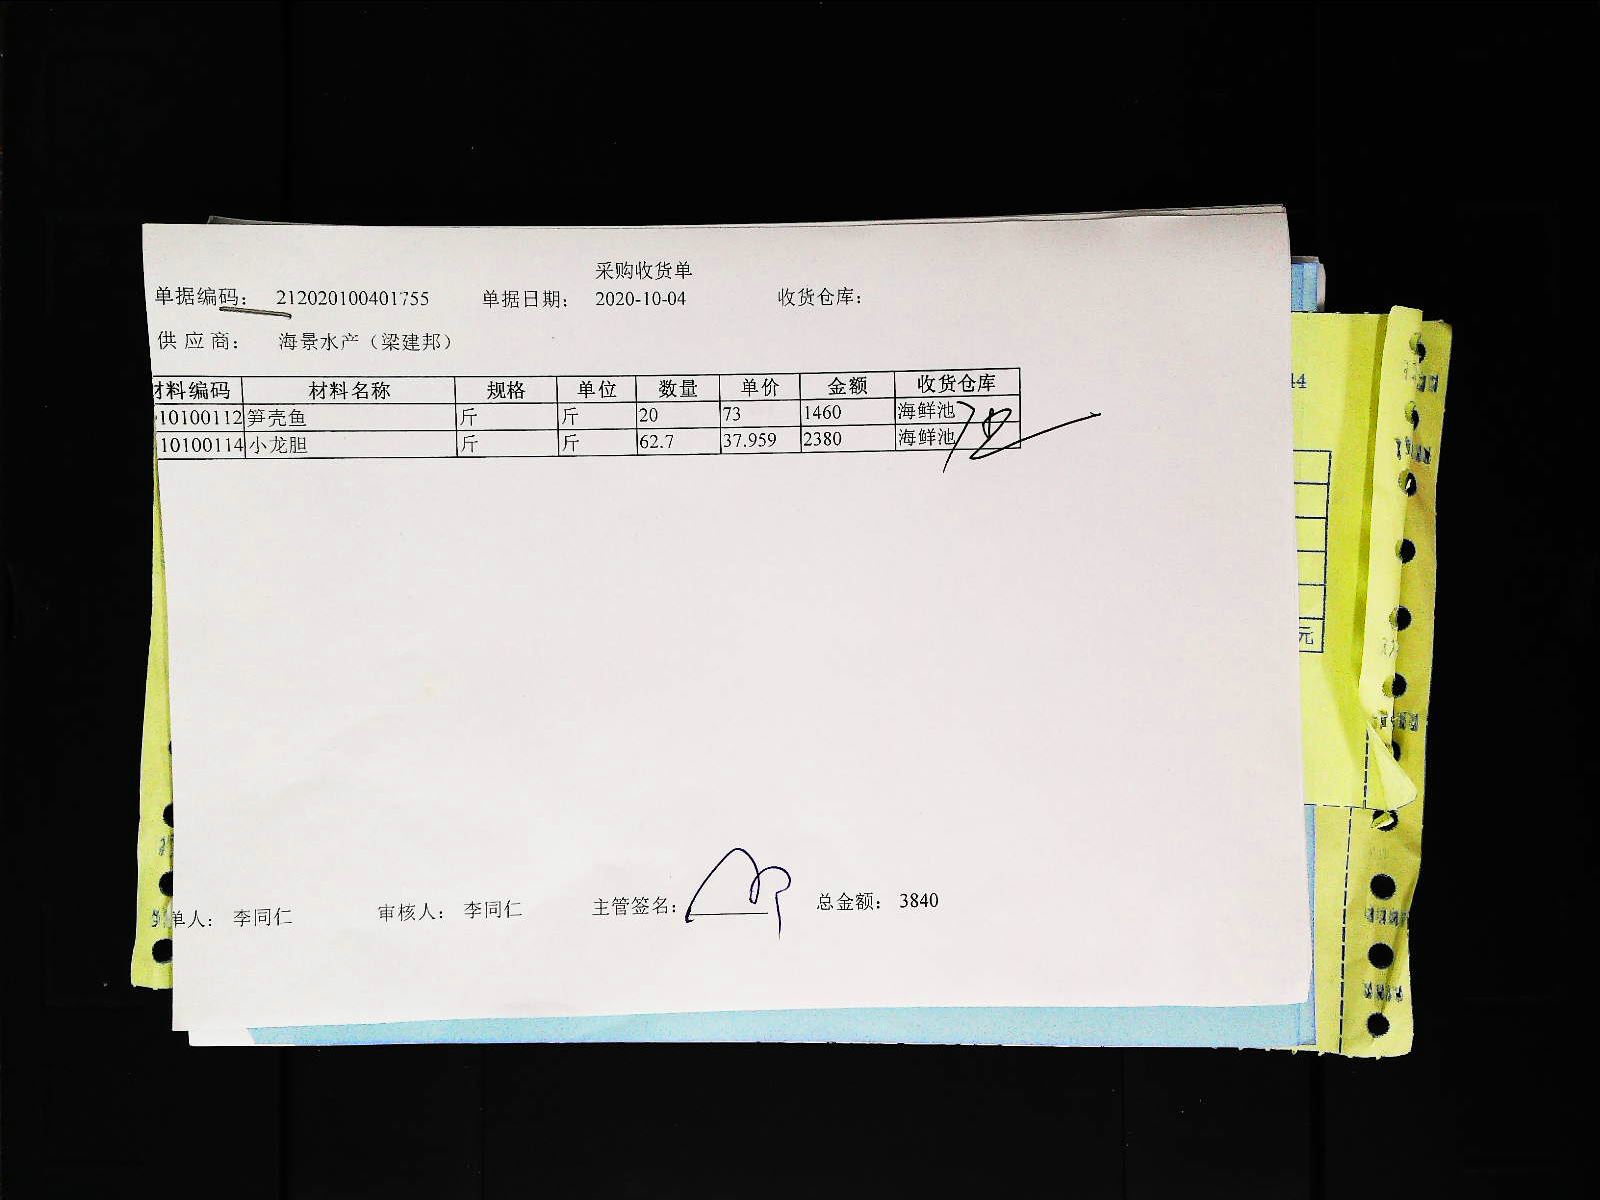 采购收货单
单据编码： 212020100401755 单据日期： 2020-10-04 收货仓库：
供应商： 海景水产（梁建邦）
材料编码 材料名称 规格 单位 数量 单价 金额 收货仓库
10100112 笋壳鱼 斤 斤 20 73 1460 海鲜池
10100114 小龙胆 斤 斤 62.7 37.959 2380 海鲜池
单人： 李同仁 审核人： 李同仁 主管签名： 总金额： 3840
44
元